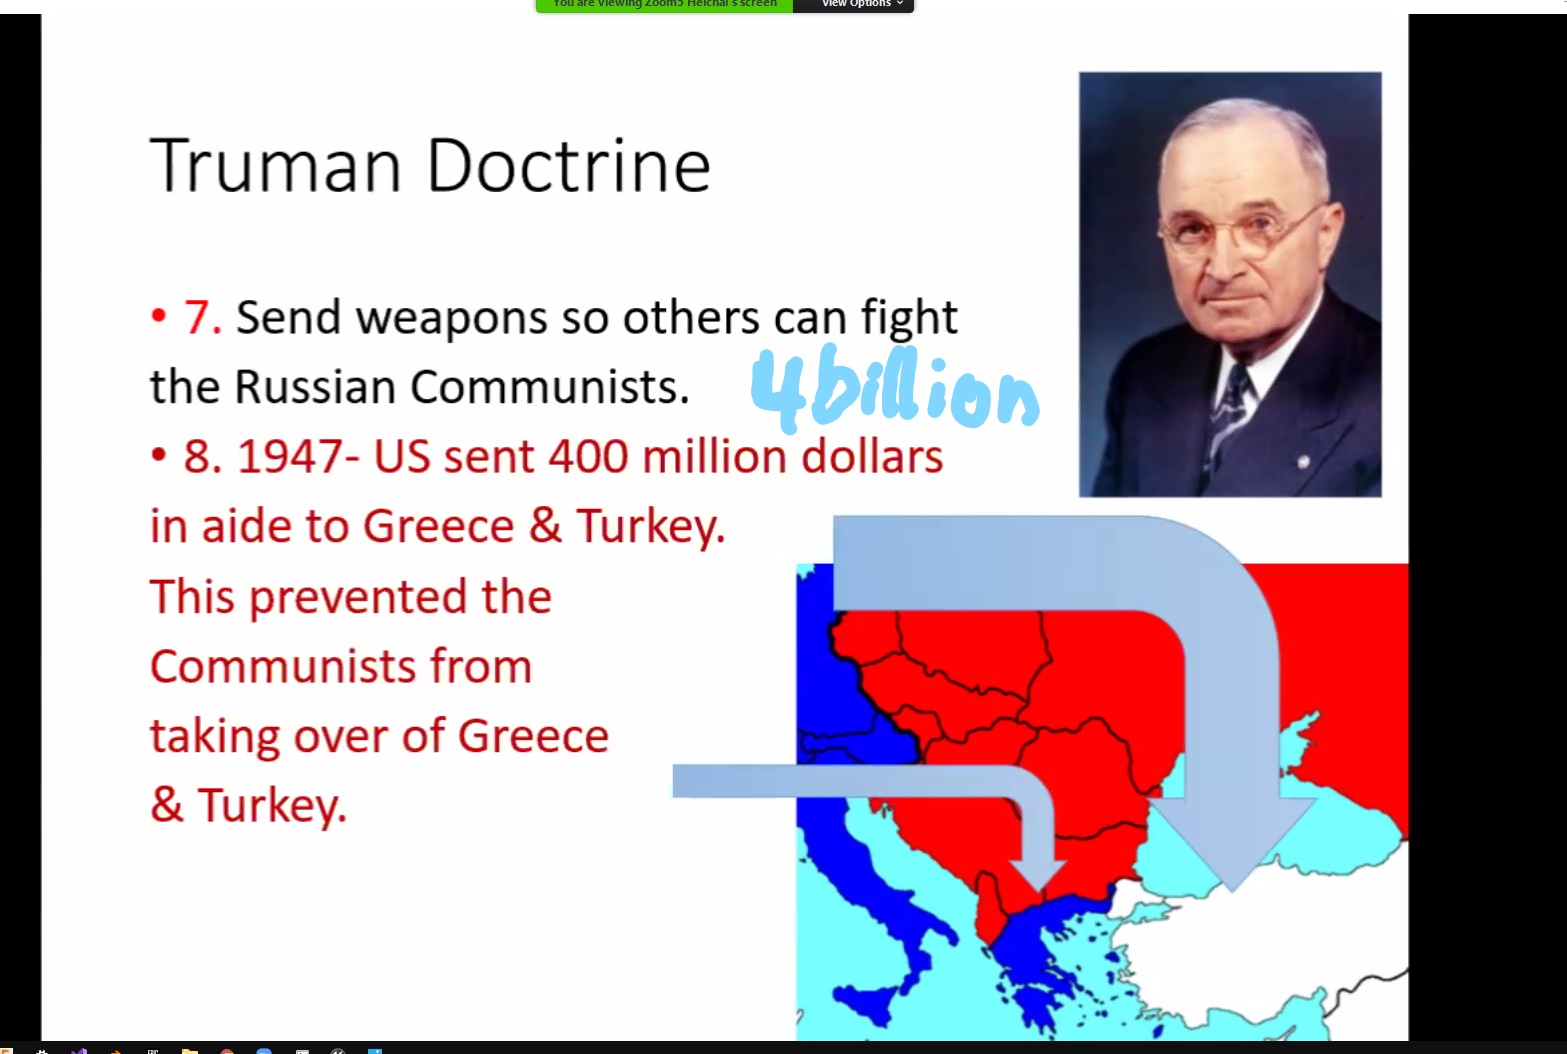 You are viewing Zoom5 Heichal's screen
View Options
Truman Doctrine
• 7. Send weapons so others can fight
the Russian Communists.
4billion
• 8. 1947- US sent 400 million dollars
in aide to Greece & Turkey.
This prevented the
Communists from
taking over of Greece
& Turkey.